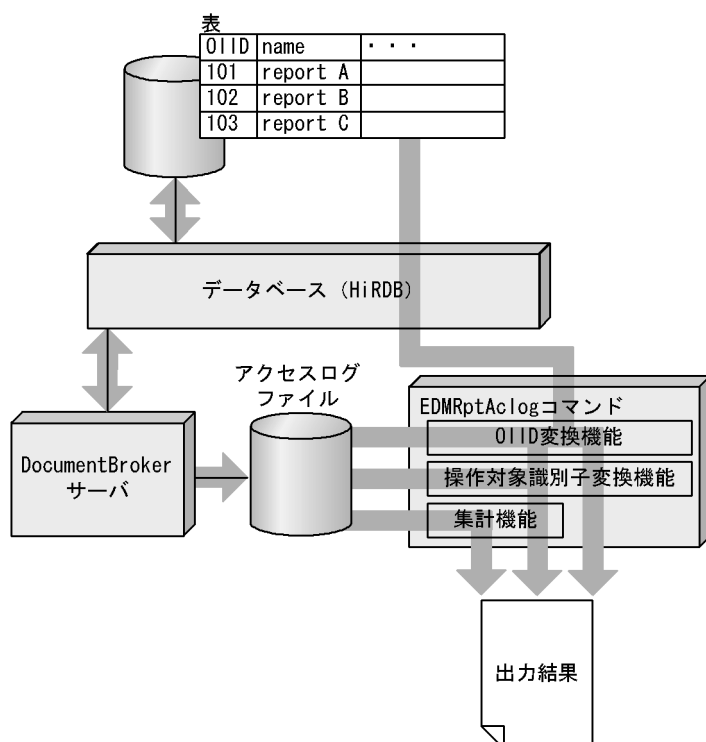 表
OIID name ・・・
101 report A
102 report B
103 report C
データベース（HiRDB）
アクセスログ
ファイル
EDMRptAclogコマンド
OIID変換機能
DocumentBroker
サーバ
操作対象識別子変換機能
集計機能
出力結果